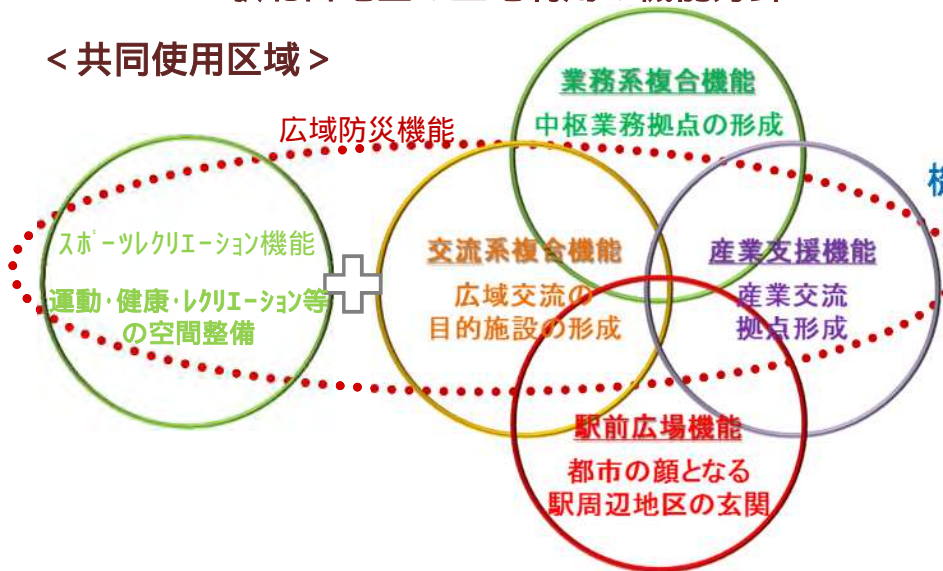 <共同使用区域>
業務系複合機能
中枢業務拠点の形成
広域防災機能
スポーツレクリエーション機能
運動・健康・レクリエーション等
の空間整備
交流系複合機能
広域交流の
目的施設の形成
産業支援機能
産業交流
拠点形成
駅前広場機能
都市の顔となる
駅周辺地区の玄関